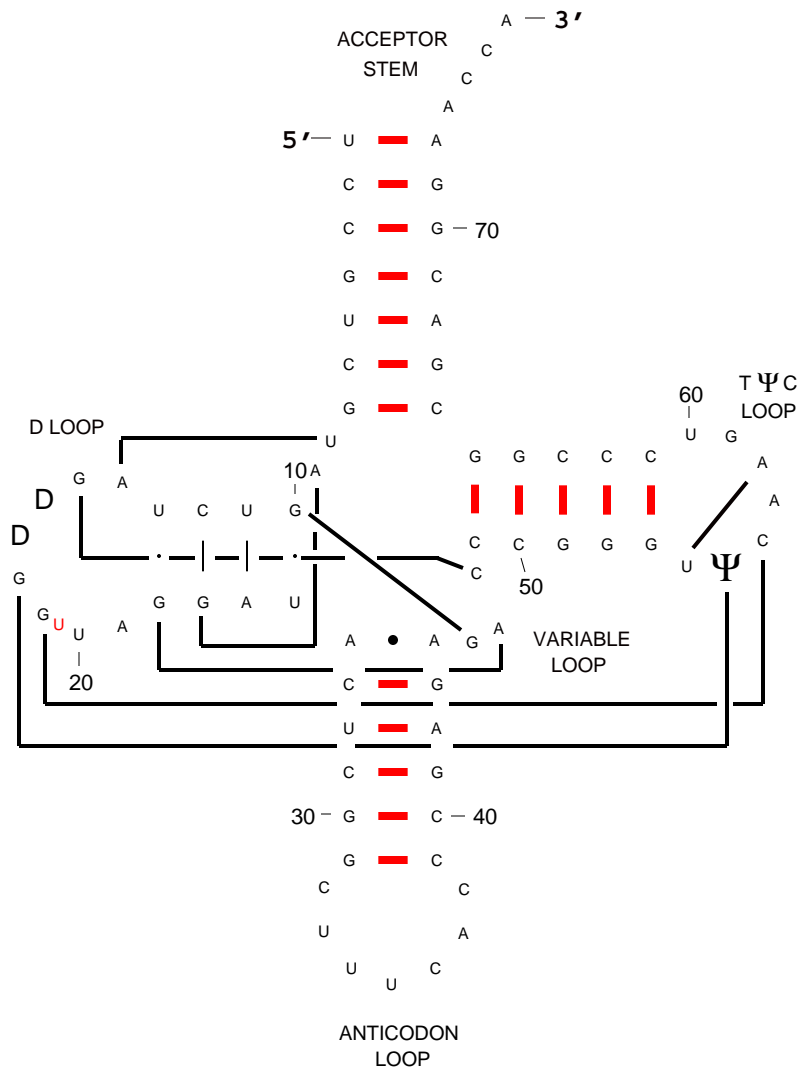 A — 3′
ACCEPTOR
STEM
C
C
A
5′ — U A
C G
C G — 70
G C
U A
C G
G C
T Ψ C
LOOP
60
U G
D LOOP
U
G G C C C
A
G A
10 A
D
U C U G
A
D
C C G G G U Ψ C
C
50
G
G U U A G G A U
20
A • A G A
VARIABLE
LOOP
C G
U A
C G
30 — G C — 40
G C
C C
U A
U C
U
ANTICODON
LOOP